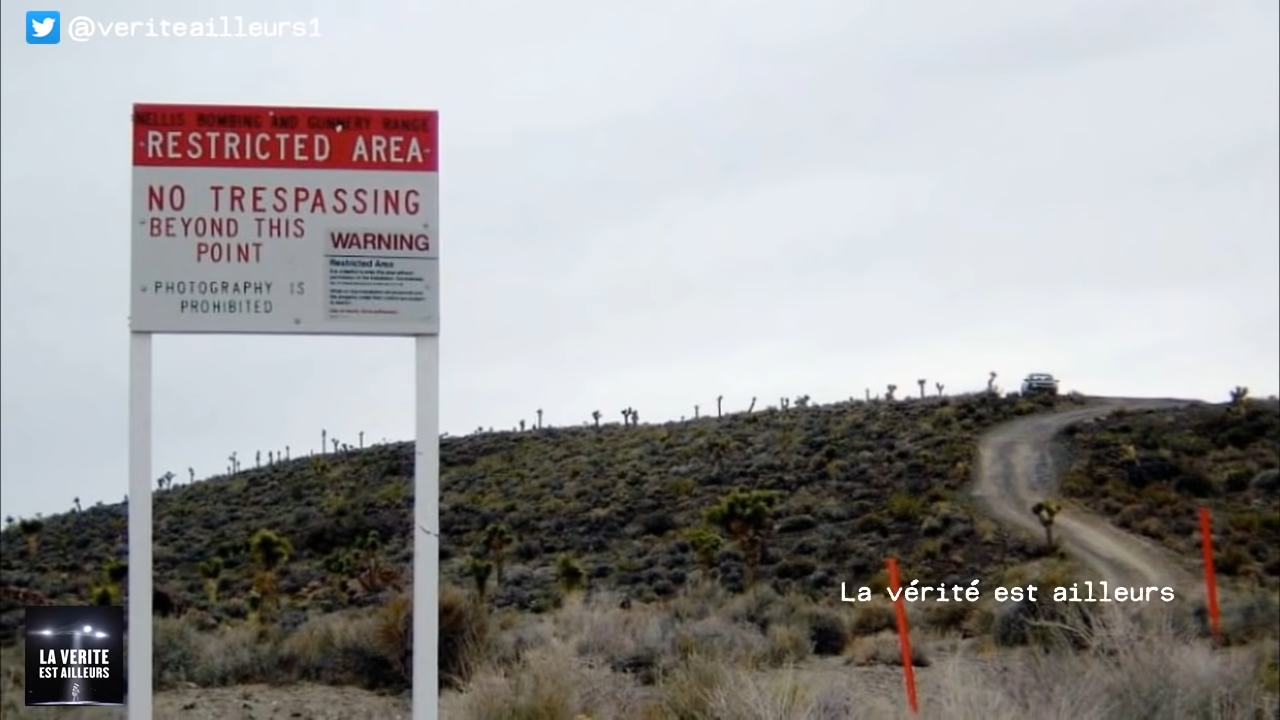 @veriteailleurs1
NELLIS BOMBING AND GUNNERY RANGE
RESTRICTED AREA
NO TRESPASSING
BEYOND THIS
POINT
WARNING
Restricted Area
PHOTOGRAPHY IS
PROHIBITED
La vérité est ailleurs
LA VERITE
EST AILLEURS